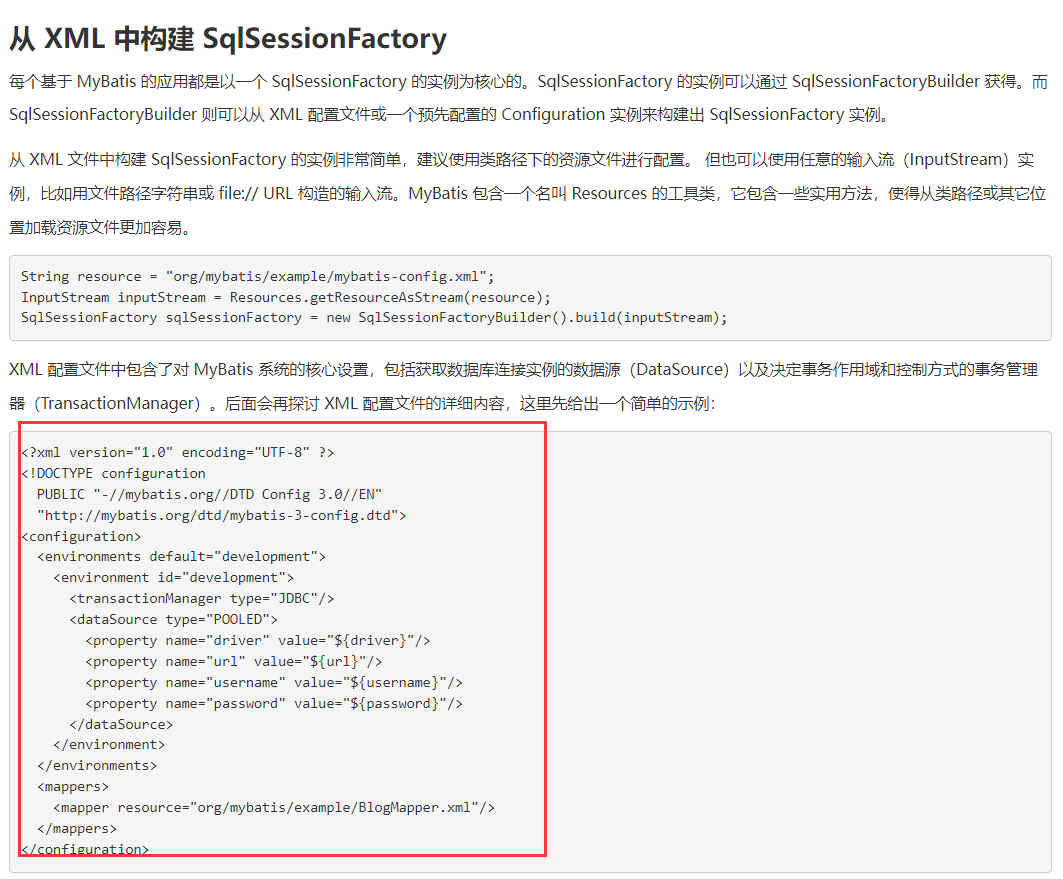 从 XML 中构建 SqlSessionFactory
每个基于 MyBatis 的应用都是以一个 SqlSessionFactory 的实例为核心的。SqlSessionFactory 的实例可以通过 SqlSessionFactoryBuilder 获得。而
SqlSessionFactoryBuilder 则可以从 XML 配置文件或一个预先配置的 Configuration 实例来构建出 SqlSessionFactory 实例。
从 XML 文件中构建 SqlSessionFactory 的实例非常简单，建议使用类路径下的资源文件进行配置。 但也可以使用任意的输入流（InputStream）实
例，比如用文件路径字符串或 file:// URL 构造的输入流。MyBatis 包含一个名叫 Resources 的工具类，它包含一些实用方法，使得从类路径或其它位
置加载资源文件更加容易。
String resource = "org/mybatis/example/mybatis-config.xml";
InputStream inputStream = Resources.getResourceAsStream(resource);
SqlSessionFactory sqlSessionFactory = new SqlSessionFactoryBuilder().build(inputStream);
XML 配置文件中包含了对 MyBatis 系统的核心设置，包括获取数据库连接实例的数据源（DataSource）以及决定事务作用域和控制方式的事务管理
器（TransactionManager）。后面会再探讨 XML 配置文件的详细内容，这里先给出一个简单的示例：
<?xml version="1.0" encoding="UTF-8" ?>
<!DOCTYPE configuration
  PUBLIC "-//mybatis.org//DTD Config 3.0//EN"
  "http://mybatis.org/dtd/mybatis-3-config.dtd">
<configuration>
  <environments default="development">
    <environment id="development">
      <transactionManager type="JDBC"/>
      <dataSource type="POOLED">
        <property name="driver" value="${driver}"/>
        <property name="url" value="${url}"/>
        <property name="username" value="${username}"/>
        <property name="password" value="${password}"/>
      </dataSource>
    </environment>
  </environments>
  <mappers>
    <mapper resource="org/mybatis/example/BlogMapper.xml"/>
  </mappers>
</configuration>